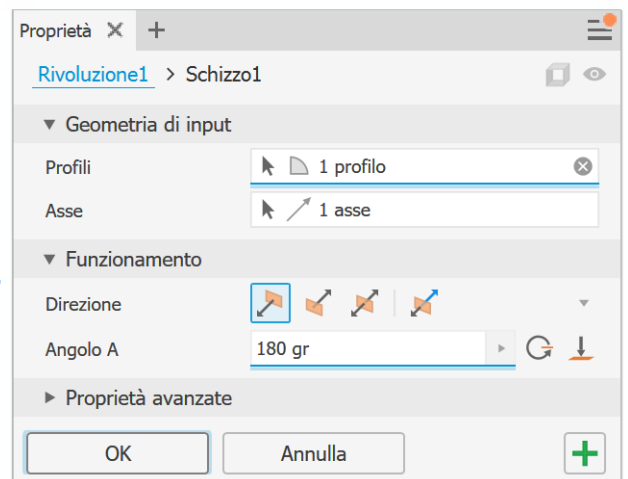 Proprietà
Rivoluzione1 > Schizzo1
Geometria di input
Profili 1 profilo
Asse 1 asse
Funzionamento
Direzione
Angolo A 180 gr
Proprietà avanzate
OK Annulla